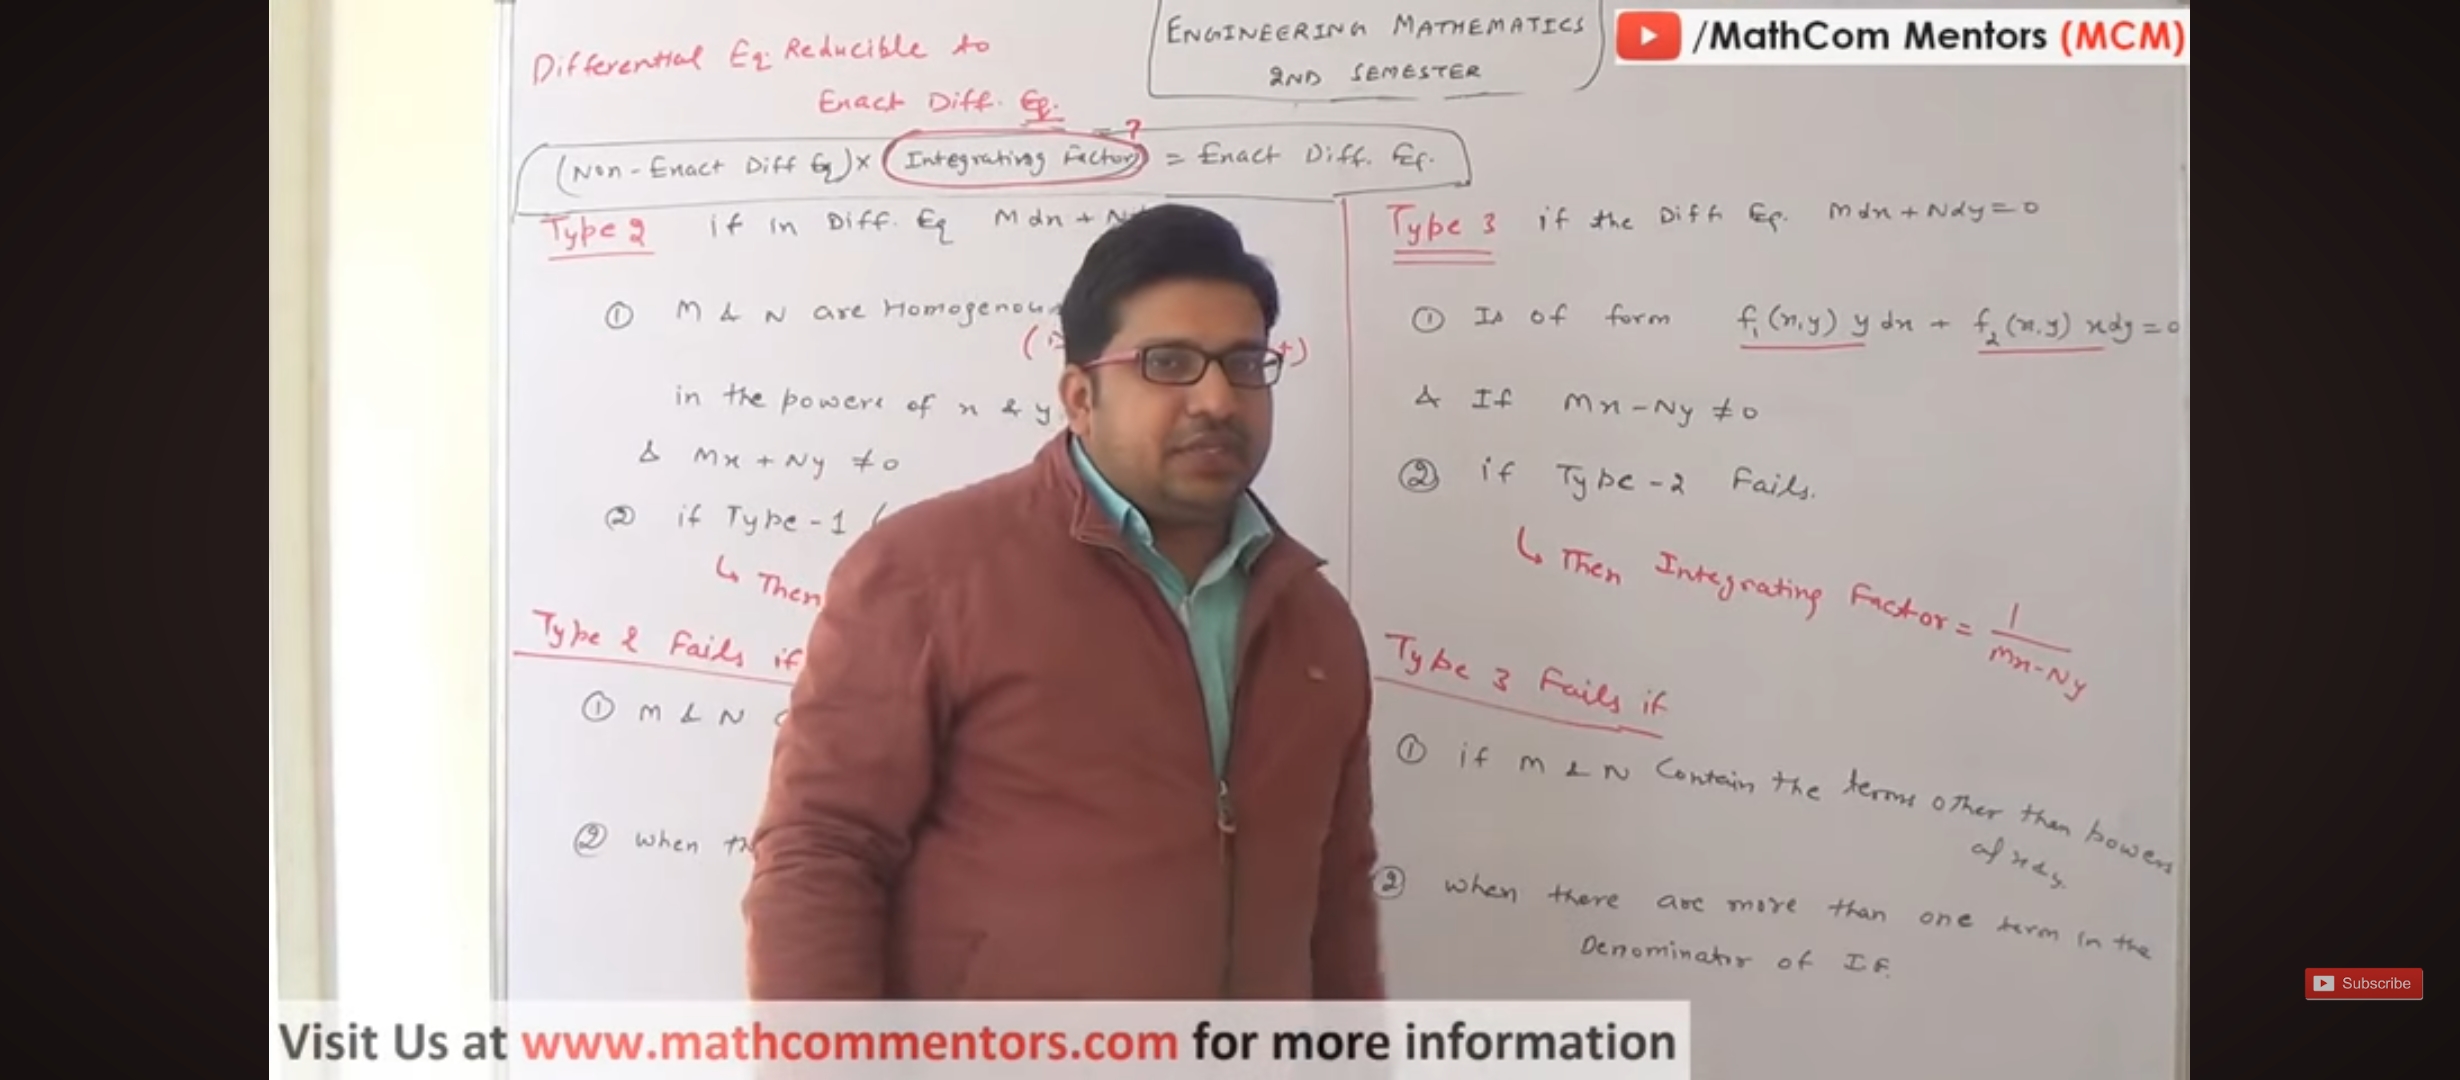 Differential Eq. Reducible to
Exact Diff. Eq.
ENGINEERING MATHEMATICS
2ND SEMESTER
/MathCom Mentors (MCM)
= ?
(Non-Exact Diff Eq) × (Integrating Factor) = Exact Diff. Eq.
Type 2 if in Diff. Eq Mdx +
① M & N are Homogenous
in the powers of x & y
& Mx + Ny ≠ 0
② if Type-1
↳ Then
Type 2 Fails if
① M & N
② when
Type 3 if the Diff Eq. Mdx + Ndy = 0
① Is of form f₁(x,y) y dx + f₂(x,y) xdy = 0
& If Mx - Ny ≠ 0
② if Type-2 Fails.
↳ Then Integrating Factor = 1/(Mx-Ny)
Type 3 Fails if
① if M & N Contain the terms other then powers
of x & y.
② when there are more than one term in the
Denominator of IF.
Subscribe
Visit Us at www.mathcommentors.com for more information